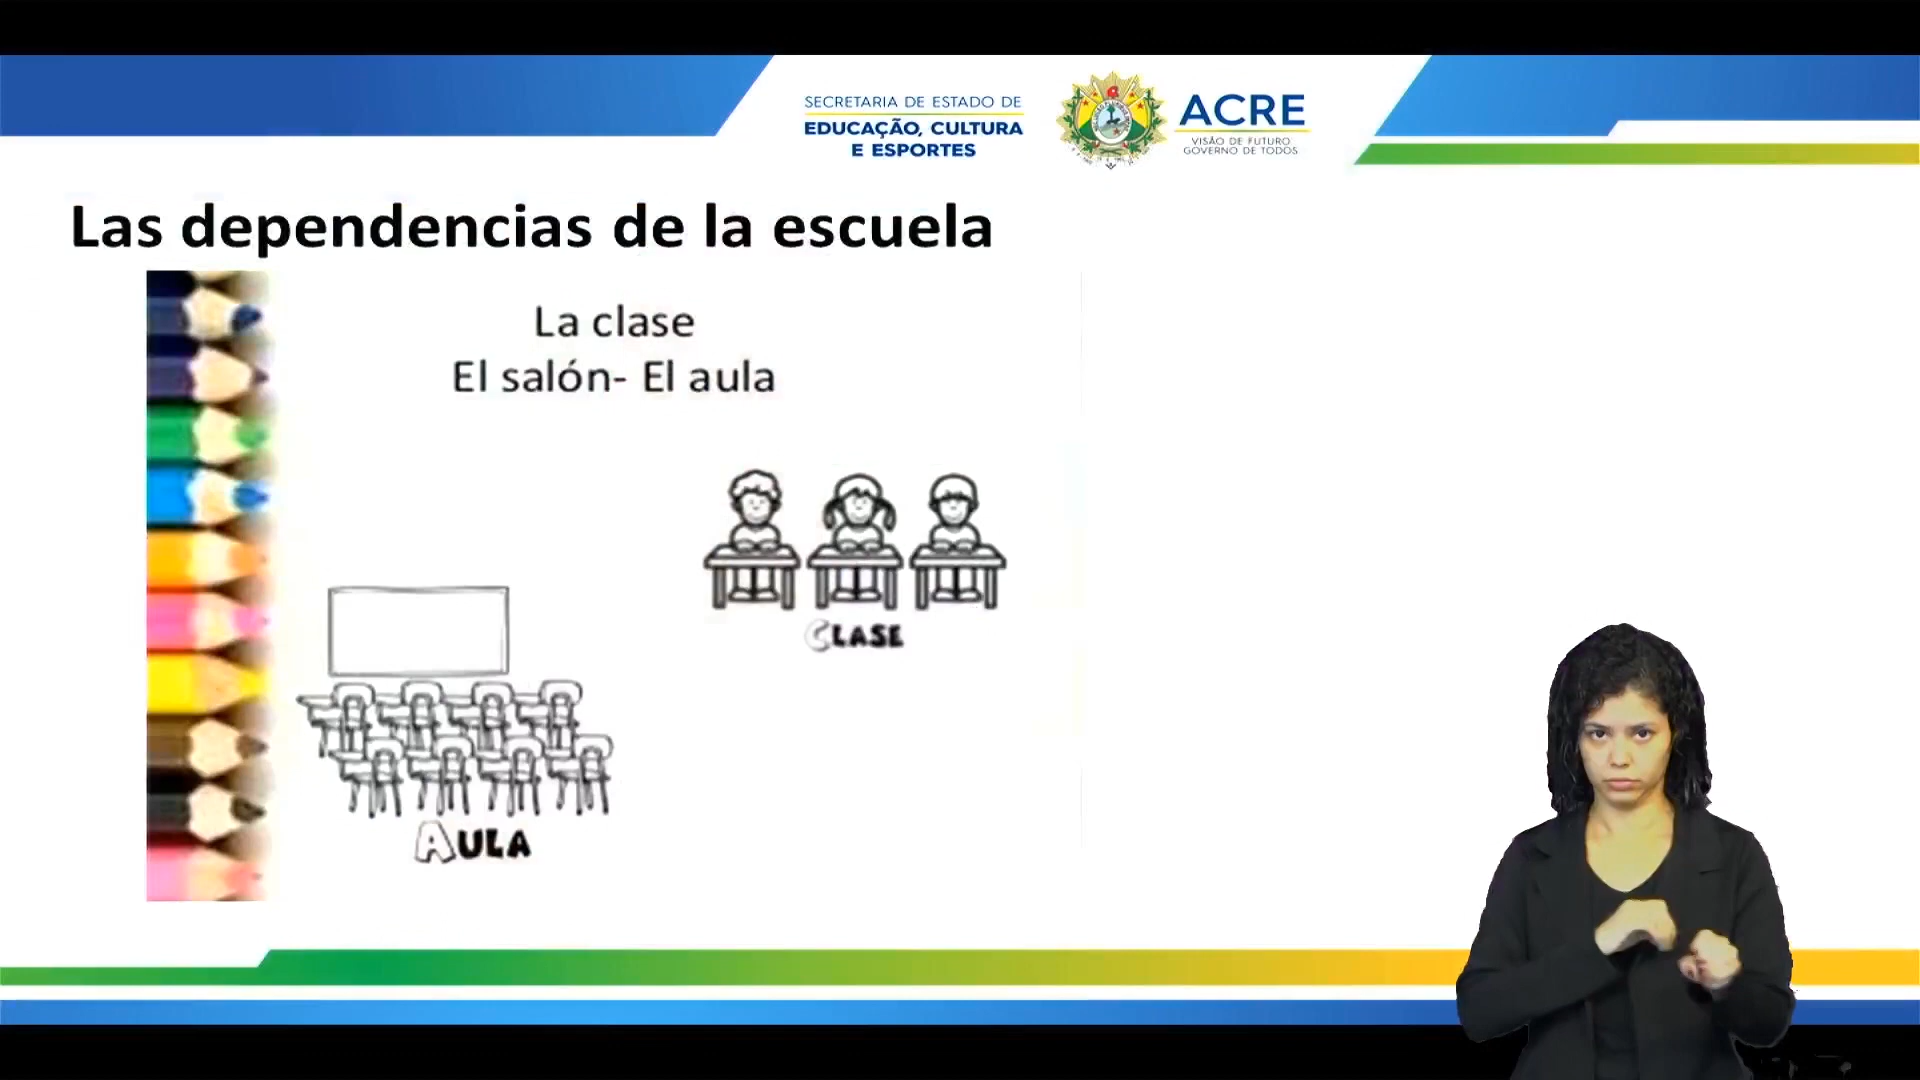 SECRETARIA DE ESTADO DE
EDUCAÇÃO, CULTURA
E ESPORTES
ACRE
VISÃO DE FUTURO
GOVERNO DE TODOS
Las dependencias de la escuela
La clase
El salón- El aula
CLASE
AULA